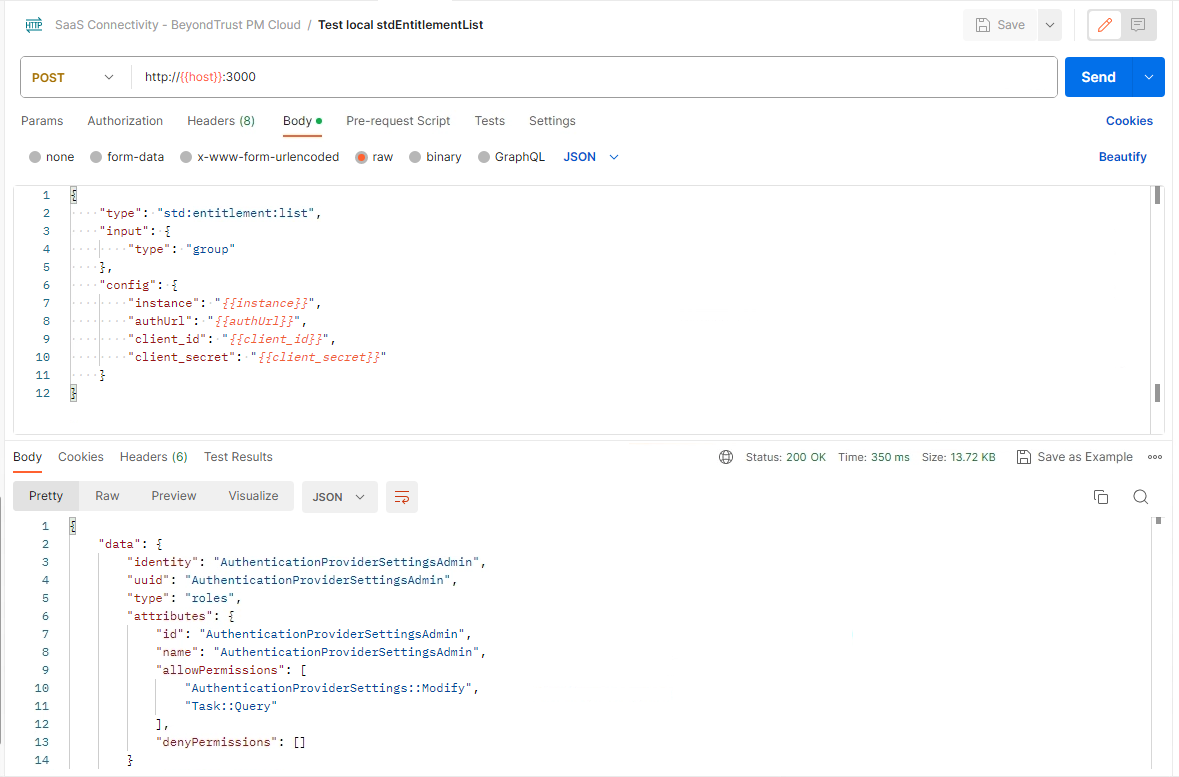 HTTP SaaS Connectivity - BeyondTrust PM Cloud / Test local stdEntitlementList Save
POST http://{{host}}:3000 Send
Params Authorization Headers (8) Body Pre-request Script Tests Settings Cookies
none form-data x-www-form-urlencoded raw binary GraphQL JSON Beautify
1 {
2 "type": "std:entitlement:list",
3 "input": {
4 "type": "group"
5 },
6 "config": {
7 "instance": "{{instance}}",
8 "authUrl": "{{authUrl}}",
9 "client_id": "{{client_id}}",
10 "client_secret": "{{client_secret}}"
11 }
12 }
Body Cookies Headers (6) Test Results Status: 200 OK Time: 350 ms Size: 13.72 KB Save as Example
Pretty Raw Preview Visualize JSON
1 {
2 "data": {
3 "identity": "AuthenticationProviderSettingsAdmin",
4 "uuid": "AuthenticationProviderSettingsAdmin",
5 "type": "roles",
6 "attributes": {
7 "id": "AuthenticationProviderSettingsAdmin",
8 "name": "AuthenticationProviderSettingsAdmin",
9 "allowPermissions": [
10 "AuthenticationProviderSettings::Modify",
11 "Task::Query"
12 ],
13 "denyPermissions": []
14 }